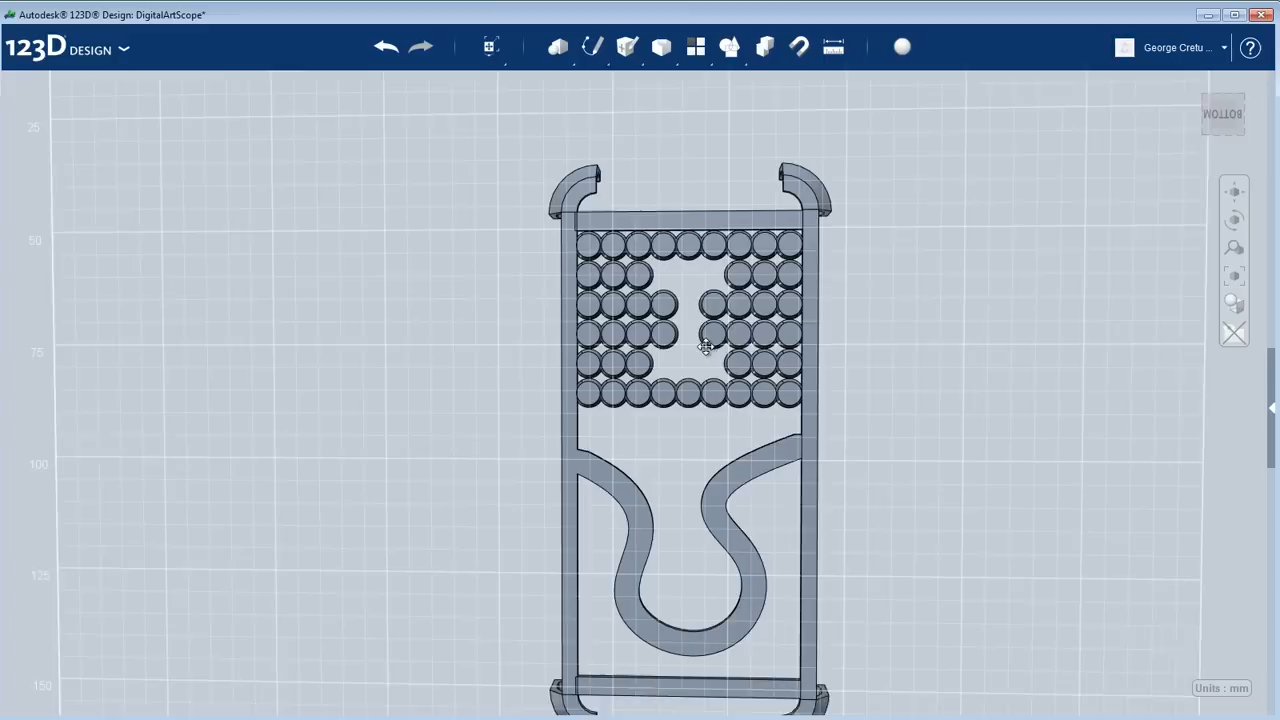 Autodesk® 123D® Design: DigitalArtScope*
123D DESIGN
George Cretu ...
?
BOTTOM
25
50
75
100
125
150
Units : mm